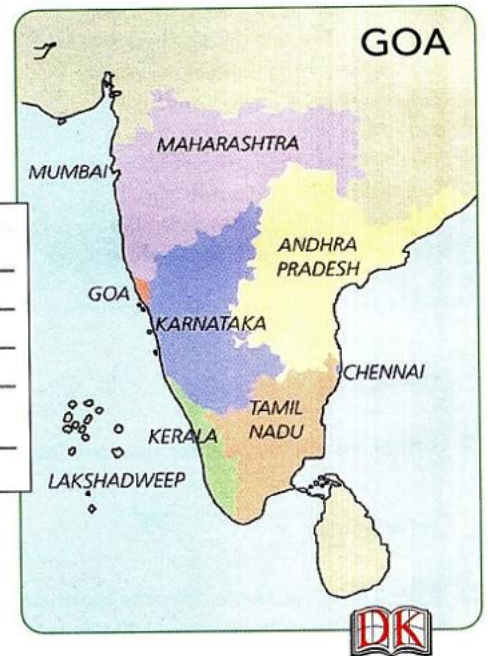 GOA
MAHARASHTRA
MUMBAI
ANDHRA
PRADESH
GOA
KARNATAKA
CHENNAI
TAMIL
NADU
KERALA
LAKSHADWEEP
DK